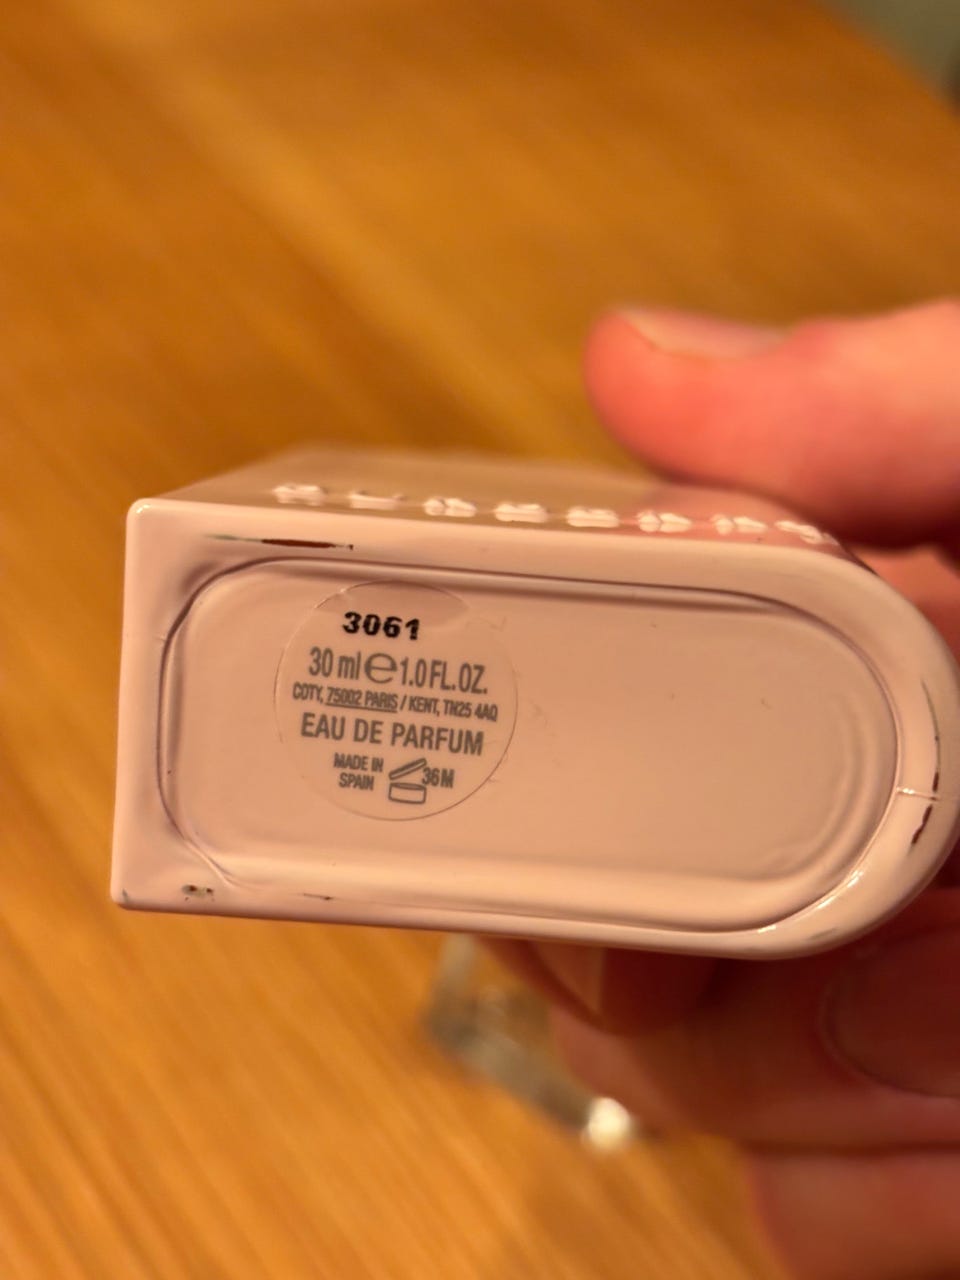 3061
30 ml e 1.0 FL. OZ.
COTY, 75002 PARIS / KENT, TN25 4AQ
EAU DE PARFUM
MADE IN
SPAIN
36M